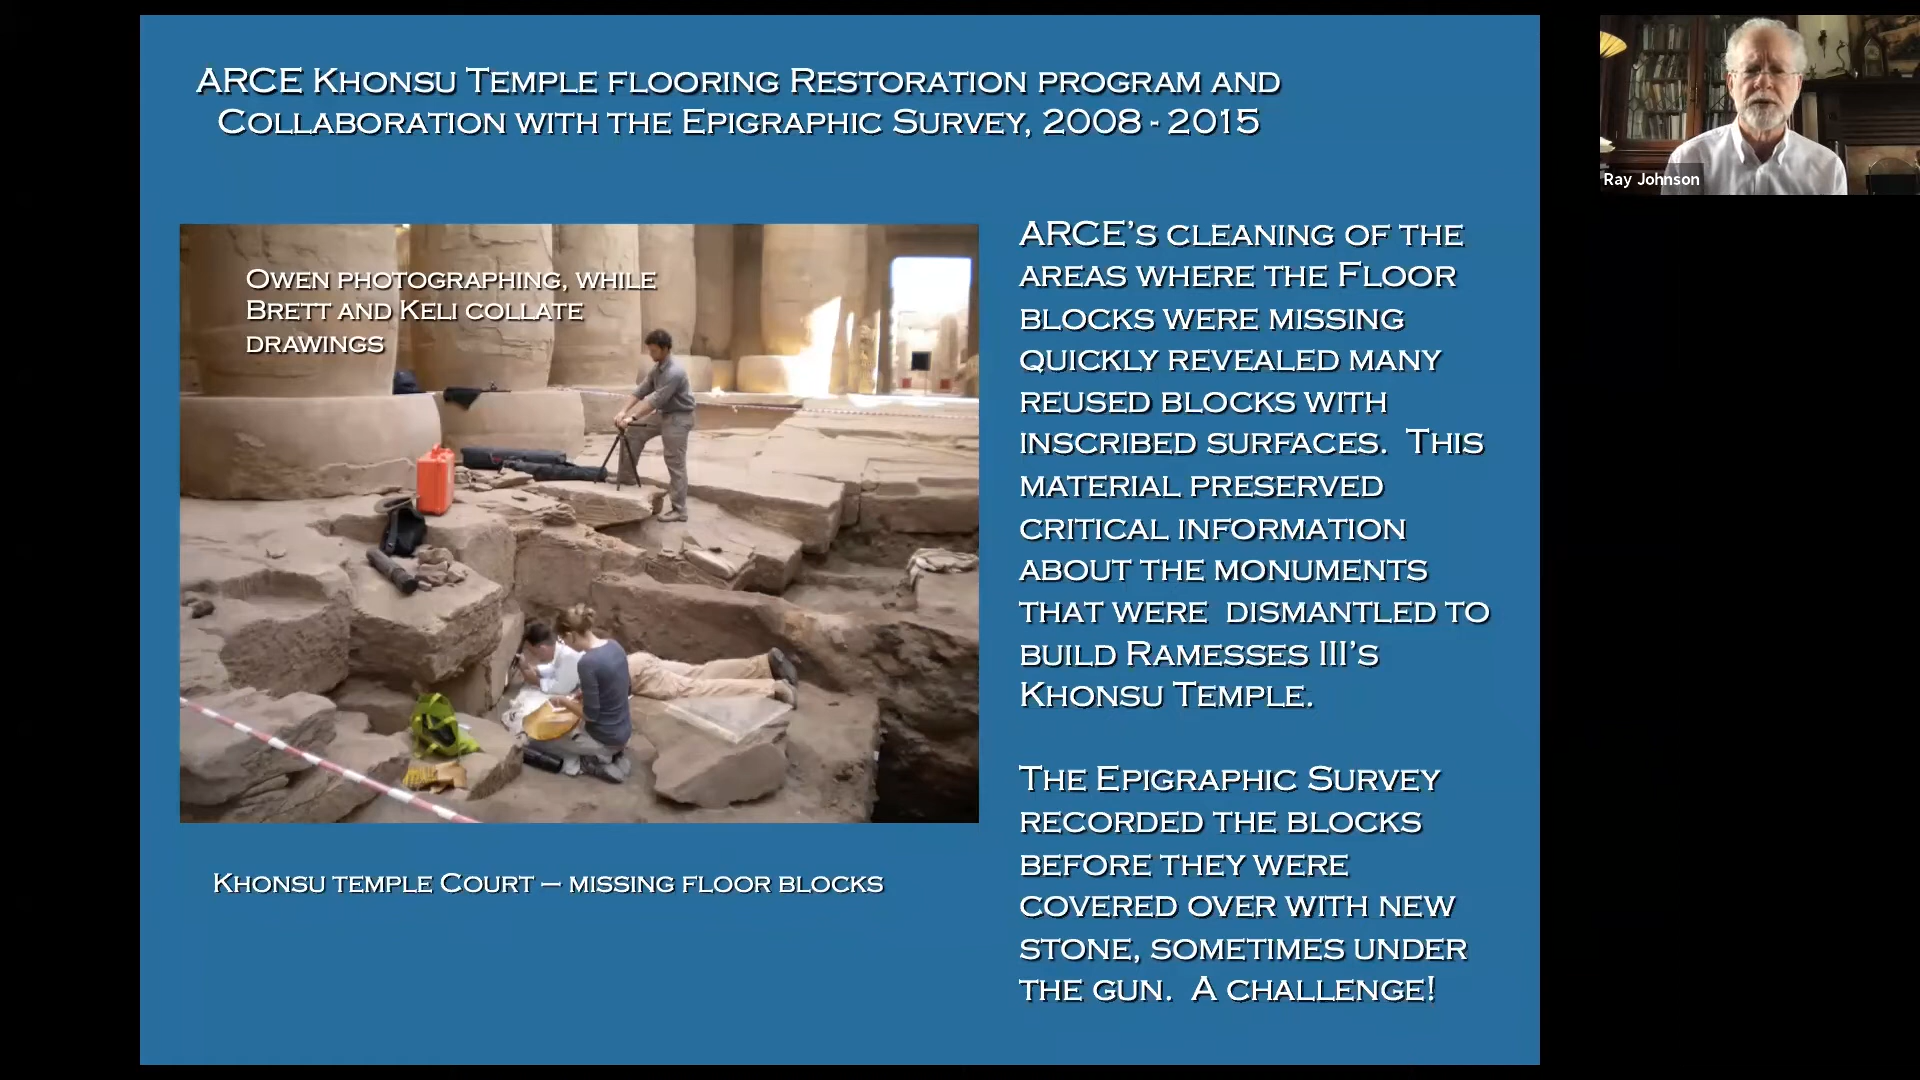 ARCE Khonsu Temple flooring Restoration program and
Collaboration with the Epigraphic Survey, 2008 - 2015
Owen photographing, while
Brett and Keli collate
drawings
Khonsu temple Court – missing floor blocks
ARCE's cleaning of the
areas where the Floor
blocks were missing
quickly revealed many
reused blocks with
inscribed surfaces. This
material preserved
critical information
about the monuments
that were dismantled to
build Ramesses III's
Khonsu Temple.
The Epigraphic Survey
recorded the blocks
before they were
covered over with new
stone, sometimes under
the gun. A challenge!
Ray Johnson